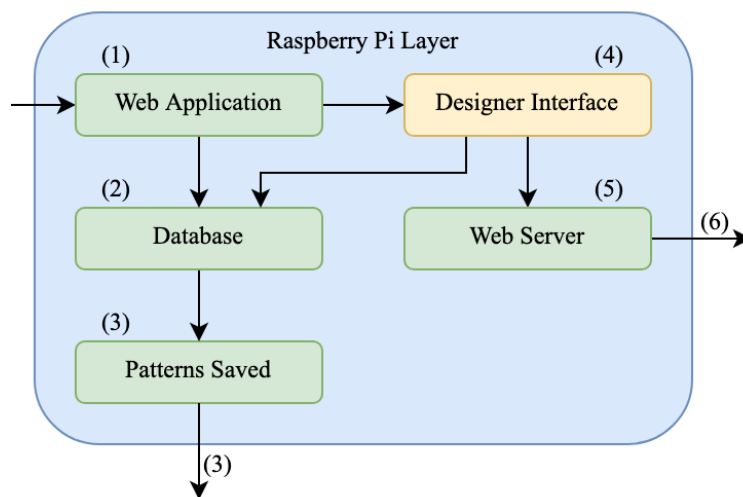 Raspberry Pi Layer
(1)
(4)
Web Application
Designer Interface
(2)
(5)
Database
Web Server
(6)
(3)
Patterns Saved
(3)